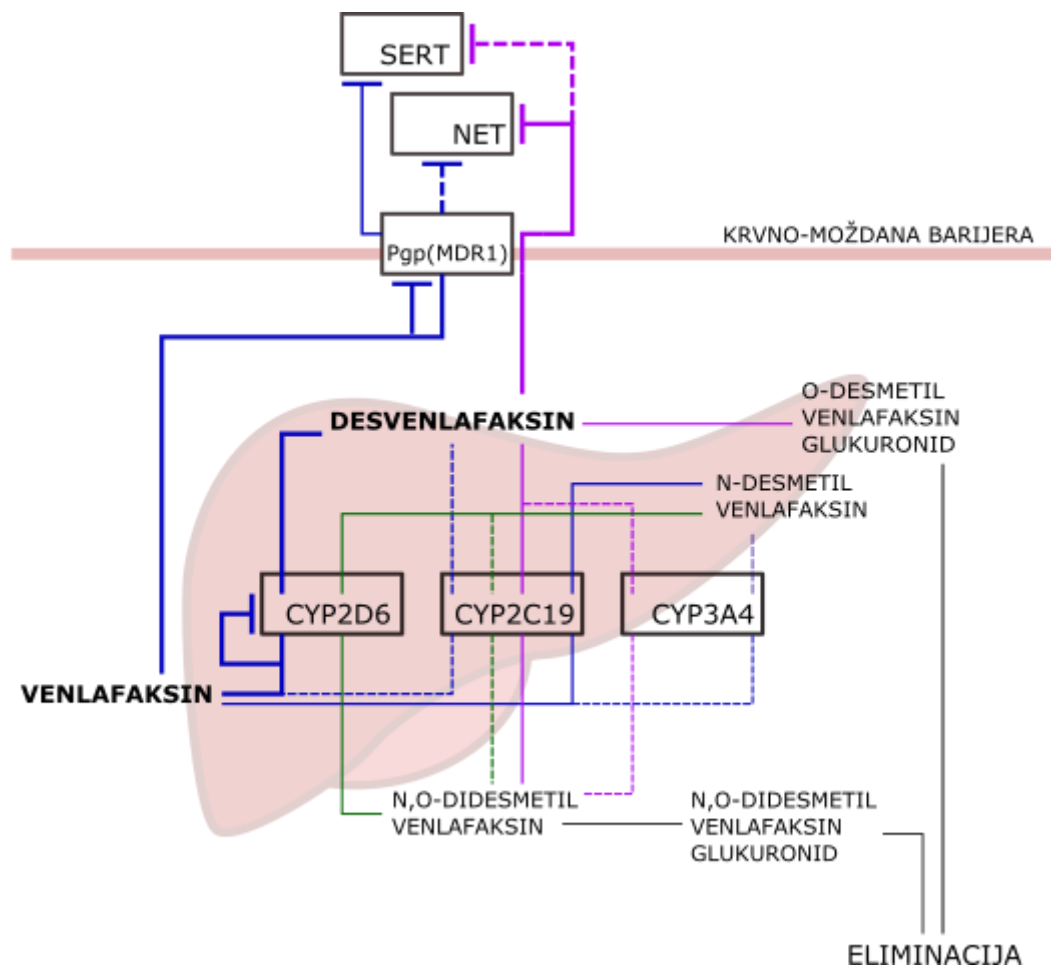 SERT
NET
KRVNO-MOŽDANA BARIJERA
Pgp(MDR1)
DESVENLAFAKSIN
O-DESMETIL
VENLAFAKSIN
GLUKURONID
N-DESMETIL
VENLAFAKSIN
CYP2D6
CYP2C19
CYP3A4
VENLAFAKSIN
N,O-DIDESMETIL
VENLAFAKSIN
N,O-DIDESMETIL
VENLAFAKSIN
GLUKURONID
ELIMINACIJA